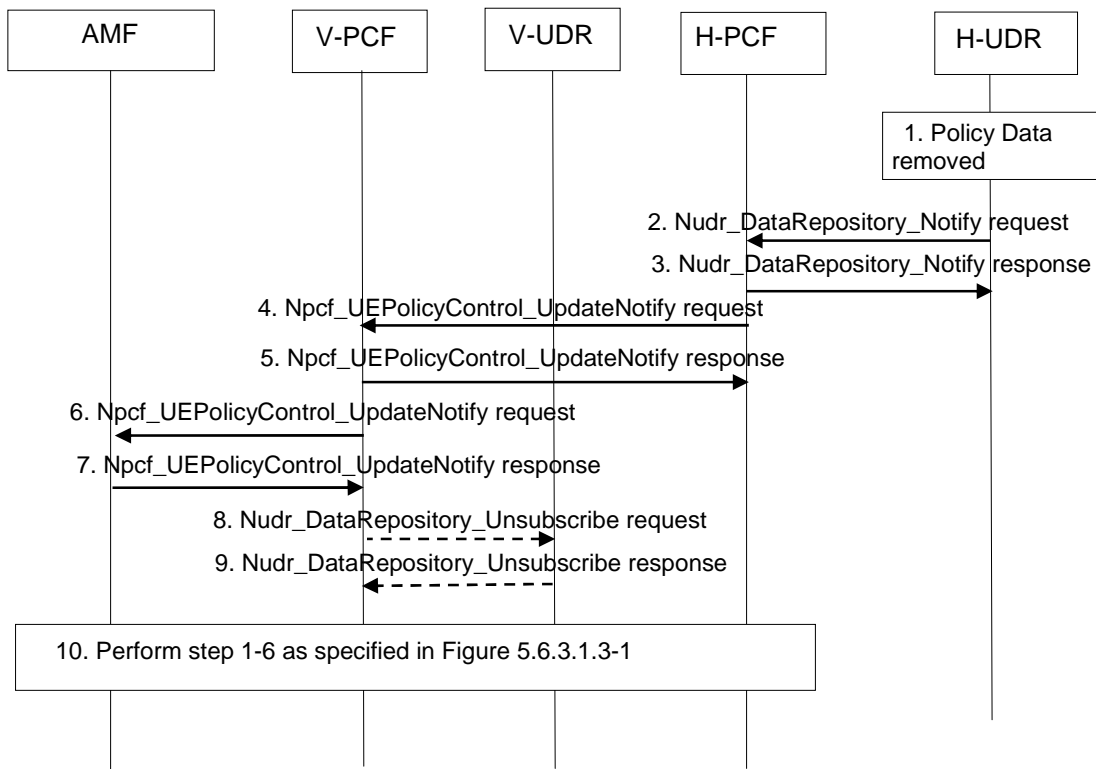 AMF
V-PCF
V-UDR
H-PCF
H-UDR
1. Policy Data
removed
2. Nudr_DataRepository_Notify request
3. Nudr_DataRepository_Notify response
4. Npcf_UEPolicyControl_UpdateNotify request
5. Npcf_UEPolicyControl_UpdateNotify response
6. Npcf_UEPolicyControl_UpdateNotify request
7. Npcf_UEPolicyControl_UpdateNotify response
8. Nudr_DataRepository_Unsubscribe request
9. Nudr_DataRepository_Unsubscribe response
10. Perform step 1-6 as specified in Figure 5.6.3.1.3-1